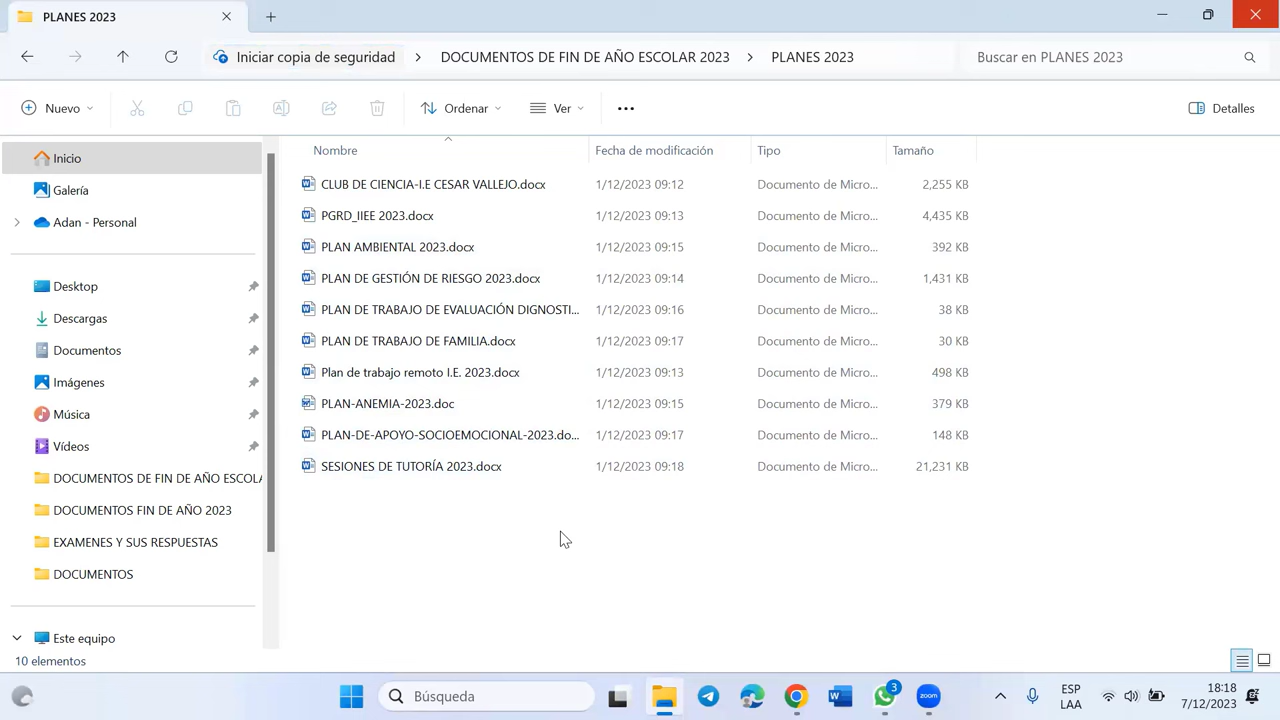 PLANES 2023
Iniciar copia de seguridad > DOCUMENTOS DE FIN DE AÑO ESCOLAR 2023 > PLANES 2023
Buscar en PLANES 2023
Nuevo
Ordenar
Ver
Detalles
Nombre Fecha de modificación Tipo Tamaño
Inicio
Galería
Adan - Personal
Desktop
Descargas
Documentos
Imágenes
Música
Vídeos
DOCUMENTOS DE FIN DE AÑO ESCOLA
DOCUMENTOS FIN DE AÑO 2023
EXAMENES Y SUS RESPUESTAS
DOCUMENTOS
Este equipo
CLUB DE CIENCIA-I.E CESAR VALLEJO.docx 1/12/2023 09:12 Documento de Micro... 2,255 KB
PGRD_IIEE 2023.docx 1/12/2023 09:13 Documento de Micro... 4,435 KB
PLAN AMBIENTAL 2023.docx 1/12/2023 09:15 Documento de Micro... 392 KB
PLAN DE GESTIÓN DE RIESGO 2023.docx 1/12/2023 09:14 Documento de Micro... 1,431 KB
PLAN DE TRABAJO DE EVALUACIÓN DIGNOSTI... 1/12/2023 09:16 Documento de Micro... 38 KB
PLAN DE TRABAJO DE FAMILIA.docx 1/12/2023 09:17 Documento de Micro... 30 KB
Plan de trabajo remoto I.E. 2023.docx 1/12/2023 09:13 Documento de Micro... 498 KB
PLAN-ANEMIA-2023.doc 1/12/2023 09:15 Documento de Micro... 379 KB
PLAN-DE-APOYO-SOCIOEMOCIONAL-2023.do... 1/12/2023 09:17 Documento de Micro... 148 KB
SESIONES DE TUTORÍA 2023.docx 1/12/2023 09:18 Documento de Micro... 21,231 KB
10 elementos
Búsqueda
3
zoom
ESP
LAA
18:18
7/12/2023